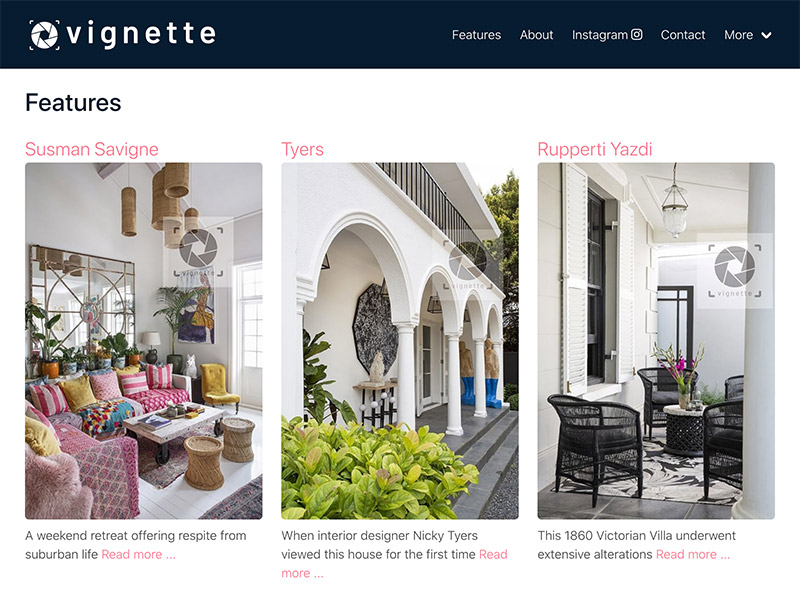 vignette
Features About Instagram Contact More
Features
Susman Savigne
Tyers
Rupperti Yazdi
vignette
vignette
vignette
A weekend retreat offering respite from
suburban life Read more ...
When interior designer Nicky Tyers
viewed this house for the first time Read
more ...
This 1860 Victorian Villa underwent
extensive alterations Read more ...